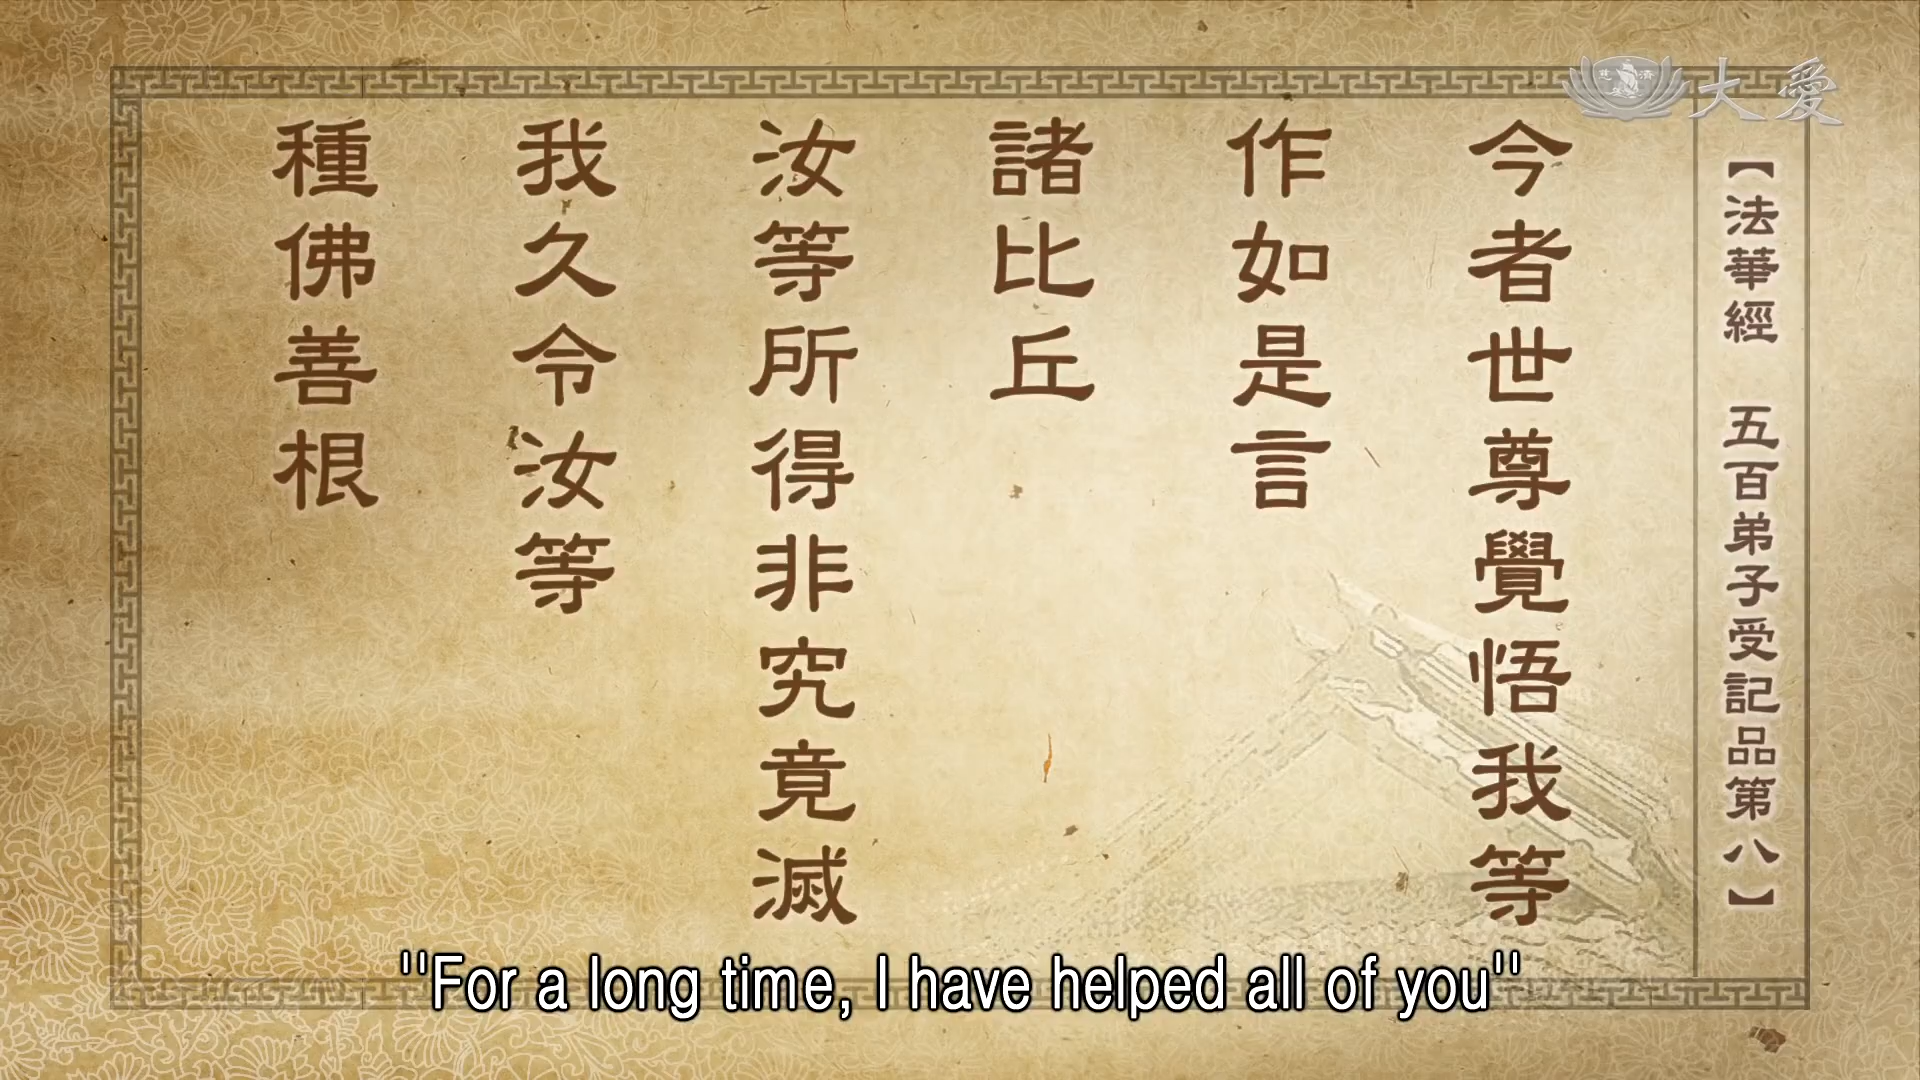 大愛
慈濟
【法華經 五百弟子受記品第八】
今者世尊覺悟我等
作如是言
諸比丘
汝等所得非究竟滅
我久令汝等
種佛善根
"For a long time, I have helped all of you"